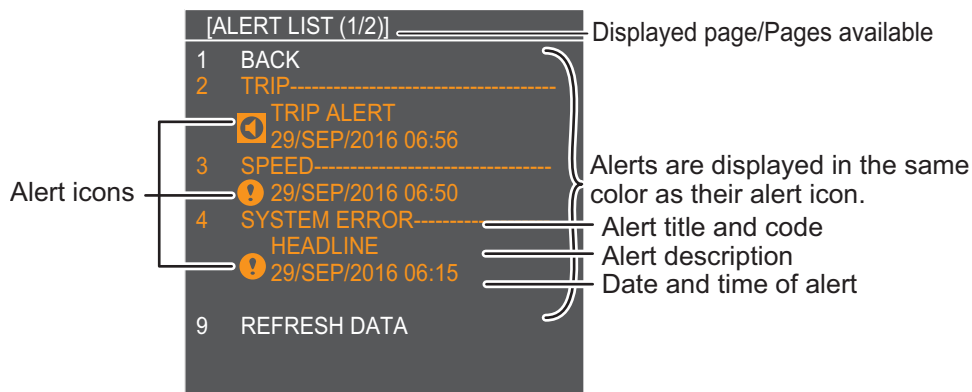 [ALERT LIST (1/2)]
Displayed page/Pages available
1 BACK
2 TRIP----------------------------------
TRIP ALERT
29/SEP/2016 06:56
3 SPEED------------------------------
29/SEP/2016 06:50
4 SYSTEM ERROR------------------
HEADLINE
29/SEP/2016 06:15
9 REFRESH DATA
Alert icons
Alerts are displayed in the same
color as their alert icon.
Alert title and code
Alert description
Date and time of alert